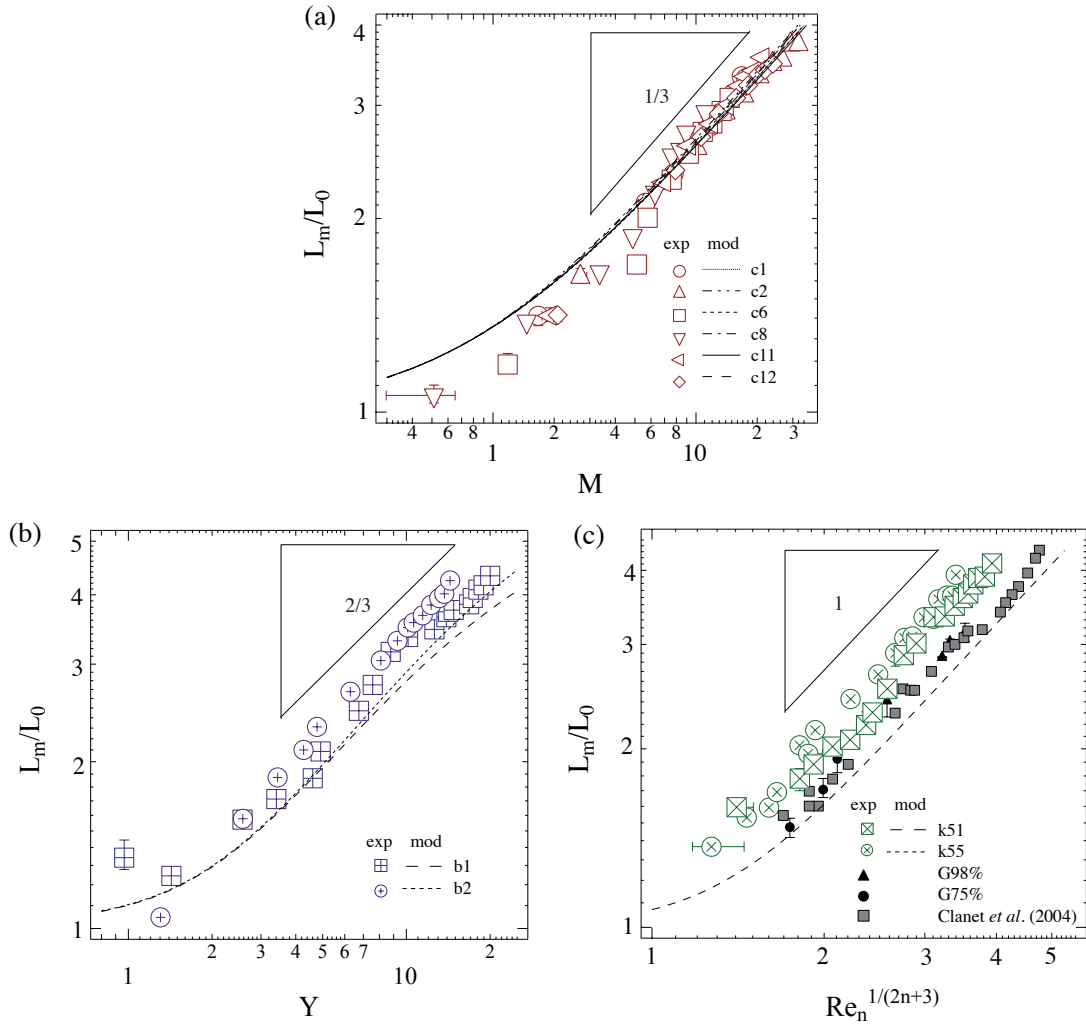 (a)
4
3
2
1
L_m/L_0
1/3
exp mod
c1
c2
c6
c8
c11
c12
4 6 8 1 2 4 6 8 10 2 3
M
(b)
5
4
3
2
1
L_m/L_0
2/3
exp mod
b1
b2
1 2 3 4 5 6 7 10 2
Y
(c)
4
3
2
1
L_m/L_0
1
exp mod
k51
k55
G98%
G75%
Clanet et al. (2004)
1 2 3 4 5
Re_n^{1/(2n+3)}